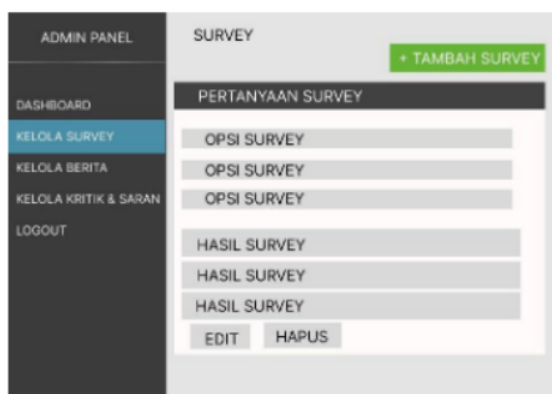 ADMIN PANEL
DASHBOARD
KELOLA SURVEY
KELOLA BERITA
KELOLA KRITIK & SARAN
LOGOUT
SURVEY
+ TAMBAH SURVEY
PERTANYAAN SURVEY
OPSI SURVEY
OPSI SURVEY
OPSI SURVEY
HASIL SURVEY
HASIL SURVEY
HASIL SURVEY
EDIT HAPUS